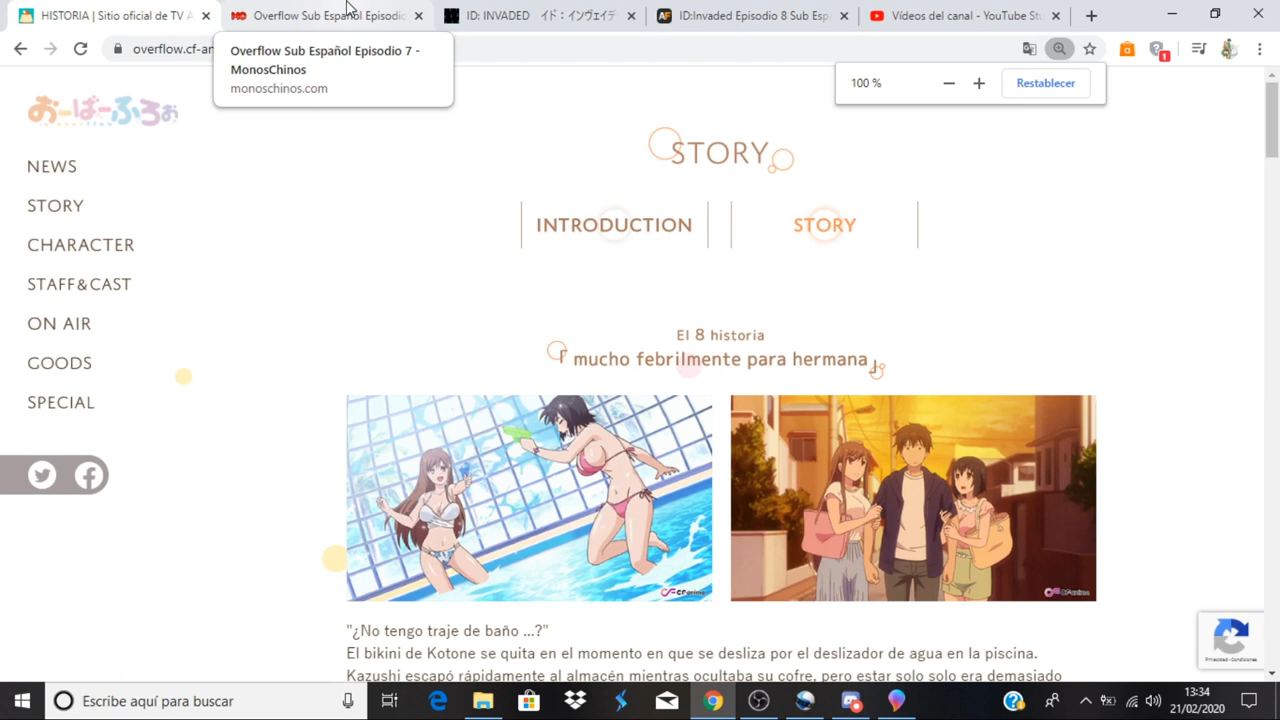 HISTORIA | Sitio oficial de TV A
Overflow Sub Español Episodio
ID: INVADED イド：インヴェイデ
ID:Invaded Episodio 8 Sub Esp
Vídeos del canal - YouTube Stu
overflow.cf-an
1
Overflow Sub Español Episodio 7 -
MonosChinos
monoschinos.com
100 %
Restablecer
おーばーふろぉ
NEWS
STORY
CHARACTER
STAFF&CAST
ON AIR
GOODS
SPECIAL
STORY
INTRODUCTION
STORY
El 8 historia
「 mucho febrilmente para hermana 」
CFanime
CFanime
"¿No tengo traje de baño ...?"
El bikini de Kotone se quita en el momento en que se desliza por el deslizador de agua en la piscina.
Kazushi escapó rápidamente al almacén mientras ocultaba su cofre, pero estar solo solo era demasiado
Privacidad - Condiciones
Escribe aquí para buscar
13:34
21/02/2020